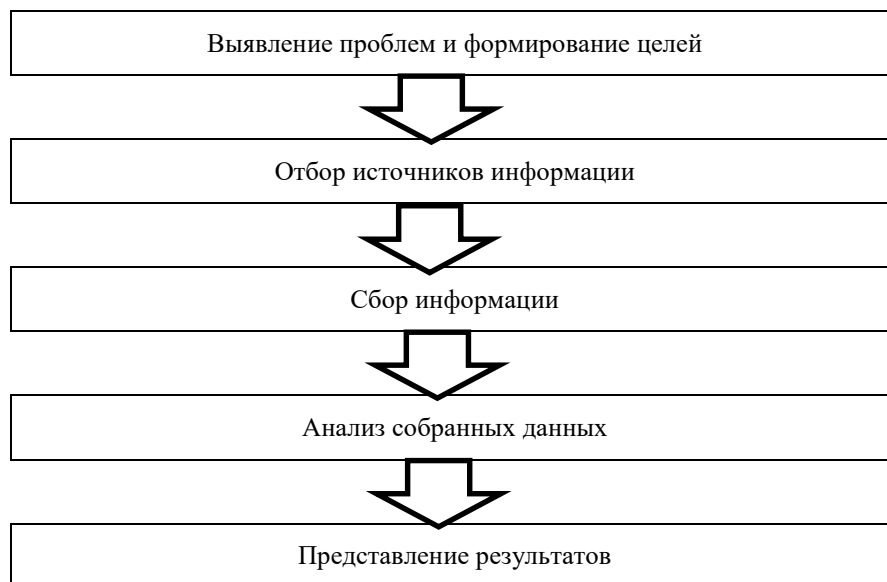 Выявление проблем и формирование целей
Отбор источников информации
Сбор информации
Анализ собранных данных
Представление результатов